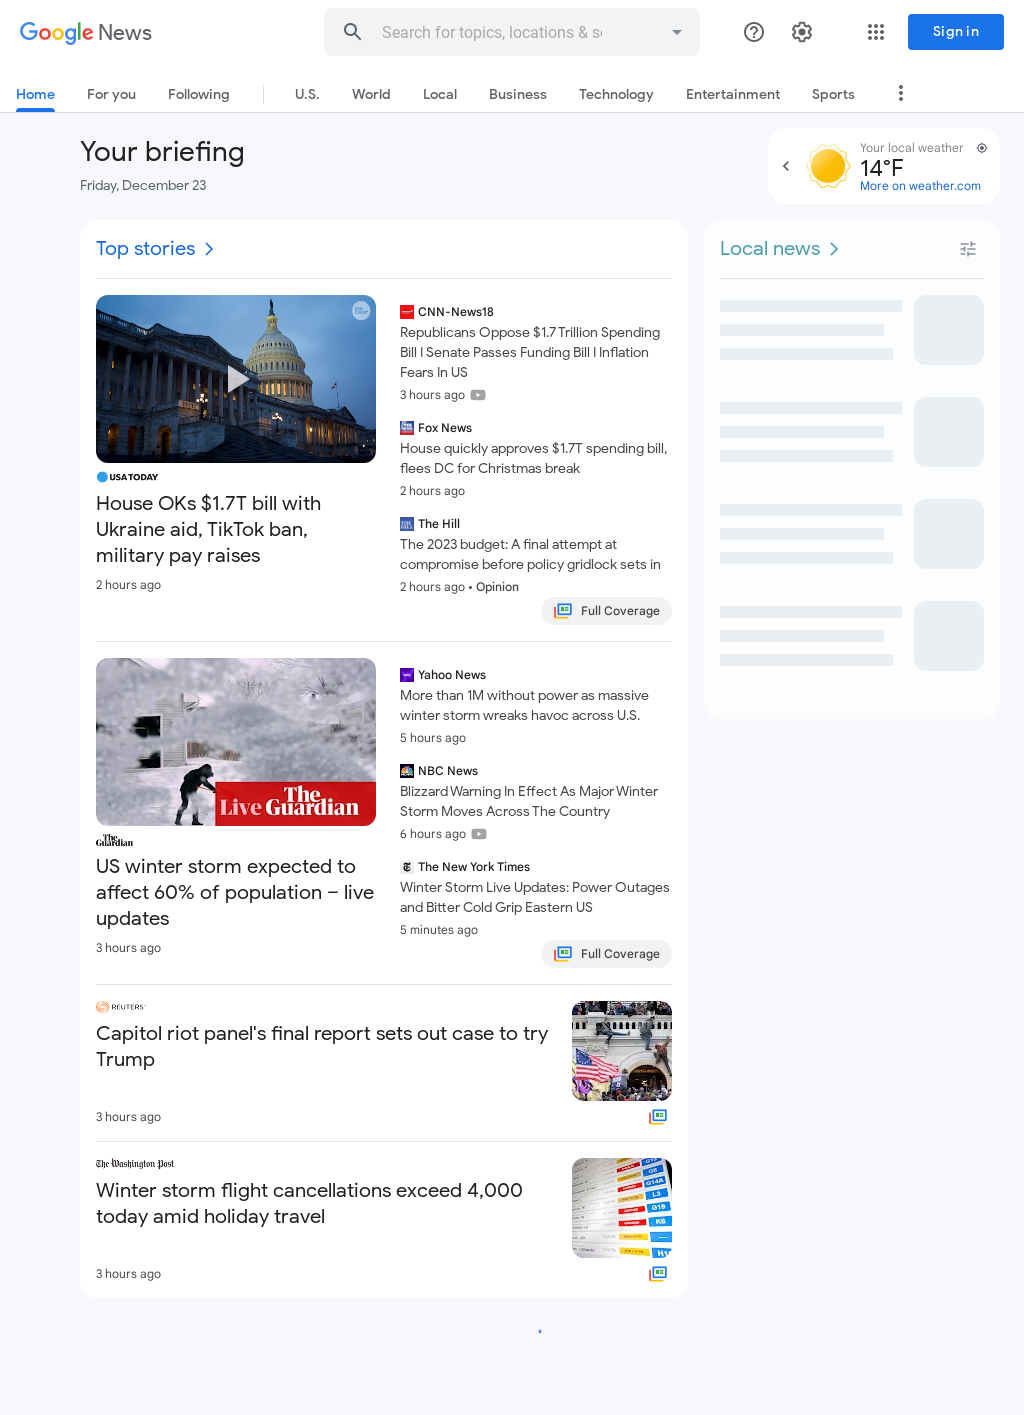 Google News
Search for topics, locations & so
Sign in
Home
For you
Following
U.S.
World
Local
Business
Technology
Entertainment
Sports
Your briefing
Friday, December 23
Your local weather
14°F
More on weather.com
Top stories
Local news
USA TODAY
House OKs $1.7T bill with
Ukraine aid, TikTok ban,
military pay raises
2 hours ago
CNN-News18
Republicans Oppose $1.7 Trillion Spending
Bill I Senate Passes Funding Bill I Inflation
Fears In US
3 hours ago
Fox News
House quickly approves $1.7T spending bill,
flees DC for Christmas break
2 hours ago
The Hill
The 2023 budget: A final attempt at
compromise before policy gridlock sets in
2 hours ago • Opinion
Full Coverage
Live The Guardian
The Guardian
US winter storm expected to
affect 60% of population – live
updates
3 hours ago
Yahoo News
More than 1M without power as massive
winter storm wreaks havoc across U.S.
5 hours ago
NBC News
Blizzard Warning In Effect As Major Winter
Storm Moves Across The Country
6 hours ago
The New York Times
Winter Storm Live Updates: Power Outages
and Bitter Cold Grip Eastern US
5 minutes ago
Full Coverage
REUTERS
Capitol riot panel's final report sets out case to try
Trump
3 hours ago
The Washington Post
Winter storm flight cancellations exceed 4,000
today amid holiday travel
3 hours ago
G8
G14A
L3
G19
K6